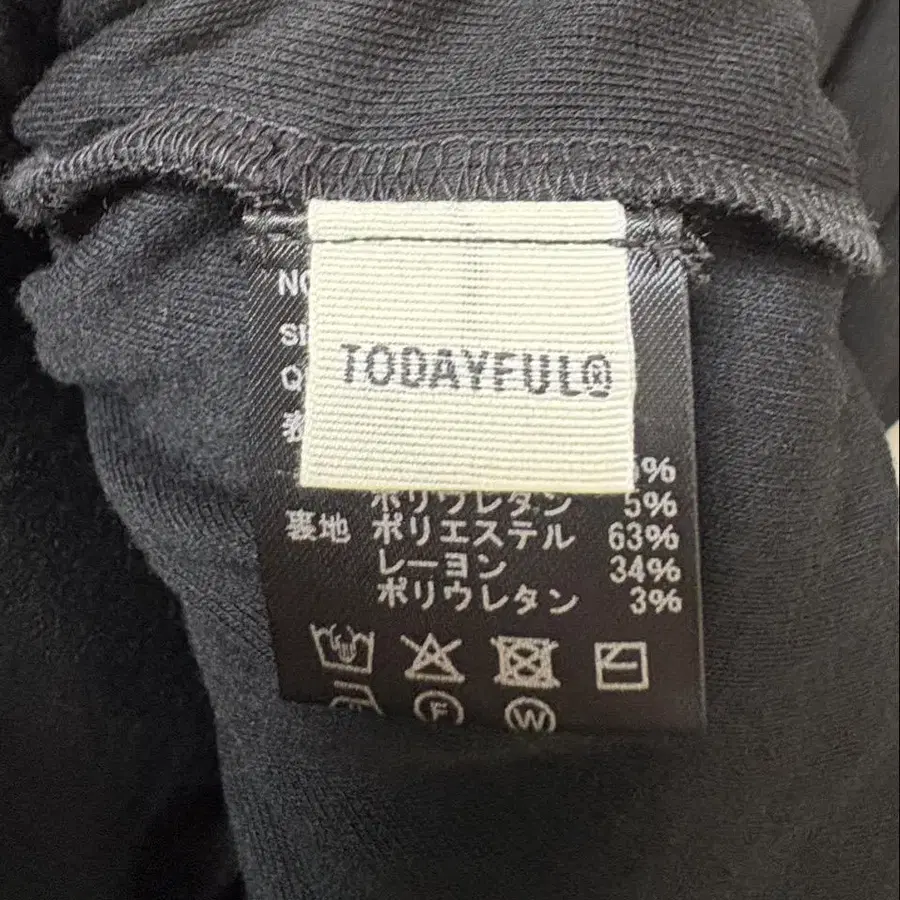 TODAYFUL®
ポリウレタン 5%
裏地 ポリエステル 63%
レーヨン 34%
ポリウレタン 3%
F W